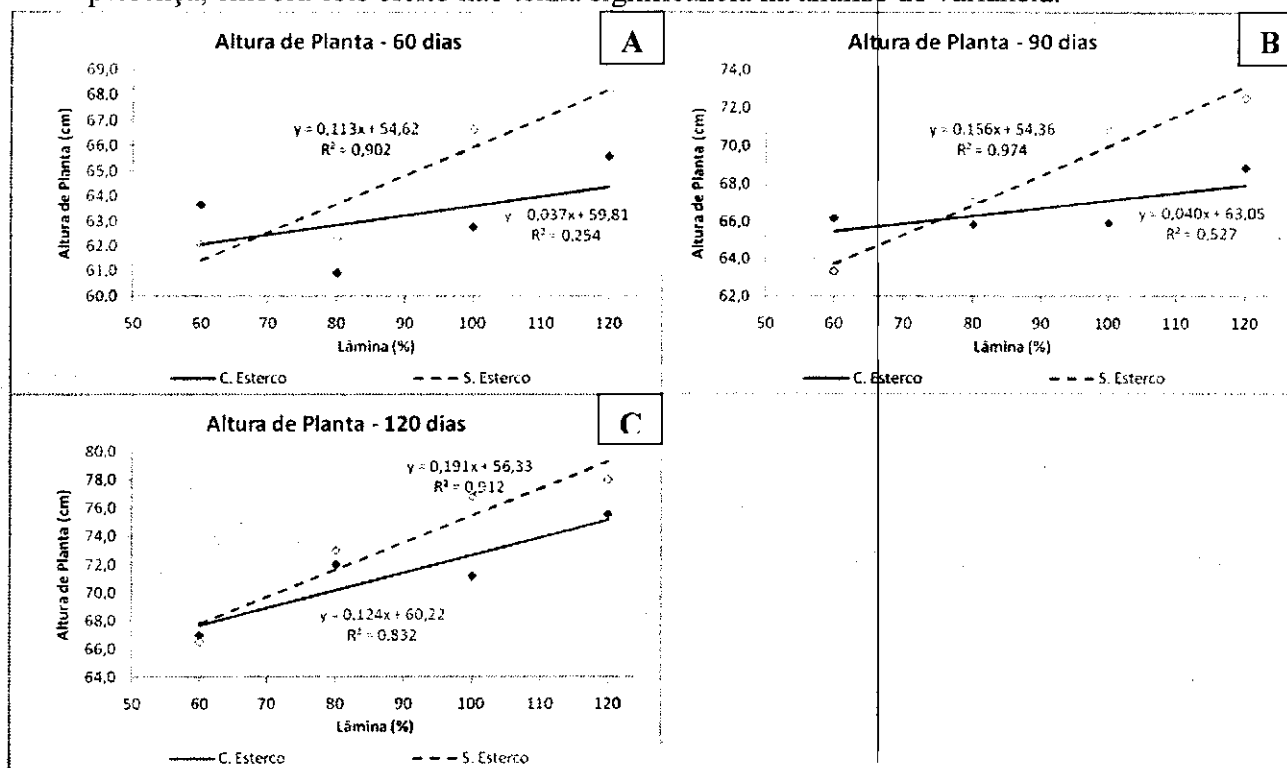 Altura de Planta - 60 dias
A
69,0
68,0
67,0
66,0
65,0
64,0
63,0
62,0
61,0
60,0
Altura de Planta (cm)
y = 0,113x + 54,62
R² = 0,902
y 0,037x + 59,81
R² = 0,254
50 60 70 80 90 100 110 120
Lâmina (%)
C. Esterco S. Esterco
Altura de Planta - 90 dias
B
74,0
72,0
70,0
68,0
66,0
64,0
62,0
Altura de Planta (cm)
y = 0,156x + 54,36
R² = 0,974
y = 0,040x + 63,05
R² = 0,527
50 60 70 80 90 100 110 120
Lâmina (%)
C. Esterco S. Esterco
Altura de Planta - 120 dias
C
80,0
78,0
76,0
74,0
72,0
70,0
68,0
66,0
64,0
Altura de Planta (cm)
y = 0,191x + 56,33
R² = 0,912
y = 0,124x + 60,22
R² = 0,832
50 60 70 80 90 100 110 120
Lâmina (%)
C. Esterco S. Esterco